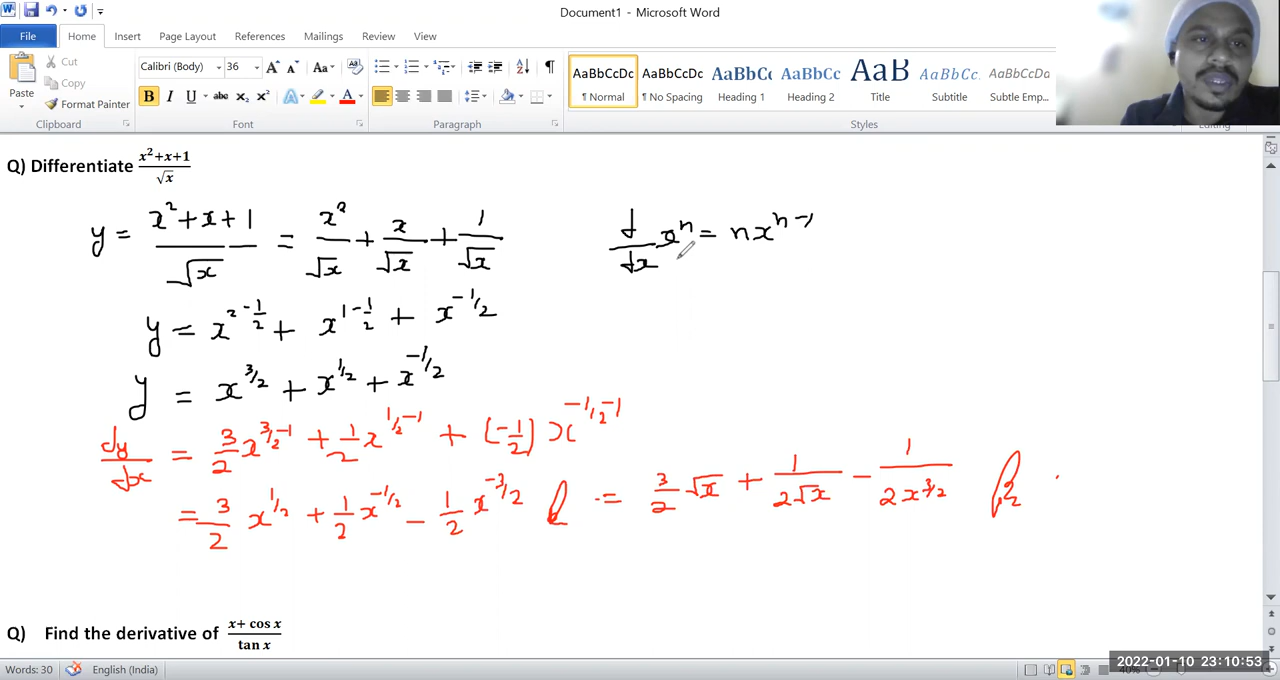 Document1 - Microsoft Word
File Home Insert Page Layout References Mailings Review View
Cut
Copy
Format Painter
Paste
Calibri (Body) 36
AaBbCcDc AaBbCcDc AaBbCc AaBbCc AaB AaBbCc. AaBbCcDc
¶ Normal ¶ No Spacing Heading 1 Heading 2 Title Subtitle Subtle Emp...
Clipboard Font Paragraph Styles Editing
Q) Differentiate (x²+x+1)/√x
y = (x²+x+1)/√x = x²/√x + x/√x + 1/√x
d/dx xⁿ = nxⁿ⁻¹
y = x^(2-1/2) + x^(1-1/2) + x^(-1/2)
y = x^(3/2) + x^(1/2) + x^(-1/2)
dy/dx = 3/2 x^(3/2-1) + 1/2 x^(1/2-1) + (-1/2) x^(-1/2-1)
= 3/2 x^(1/2) + 1/2 x^(-1/2) - 1/2 x^(-3/2) = 3/2 √x + 1/(2√x) - 1/(2x^(3/2))
Q) Find the derivative of (x+ cos x)/(tan x)
Words: 30 English (India) 40%
2022-01-10 23:10:53